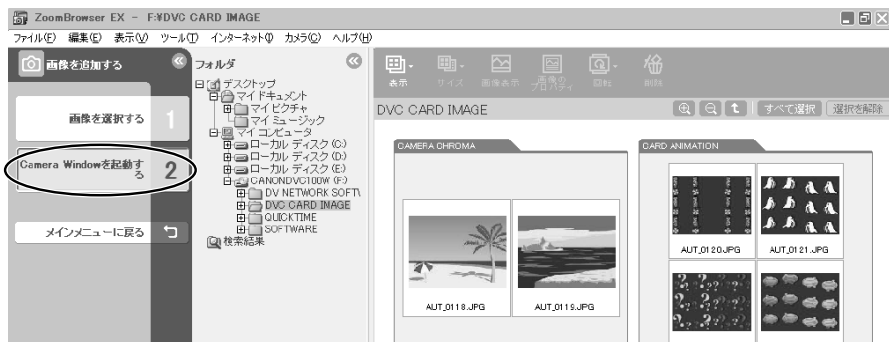 ZoomBrowser EX - F:¥DVC CARD IMAGE
ファイル(F) 編集(E) 表示(V) ツール(T) インターネット(I) カメラ(C) ヘルプ(H)
画像を追加する
画像を選択する 1
Camera Windowを起動す
る 2
メインメニューに戻る
フォルダ
デスクトップ
マイドキュメント
マイピクチャ
マイミュージック
マイコンピュータ
ローカル ディスク (C:)
ローカル ディスク (D:)
ローカル ディスク (E:)
CANONDVC100W (F:)
DV NETWORK SOFT
DVC CARD IMAGE
QUICKTIME
SOFTWARE
検索結果
表示 サイズ 画像表示 画像の
プロパティ 回転 削除
DVC CARD IMAGE すべて選択 選択を解除
CAMERA CHROMA
AUT_0118.JPG AUT_0119.JPG
CARD ANIMATION
AUT_0120.JPG AUT_0121.JPG